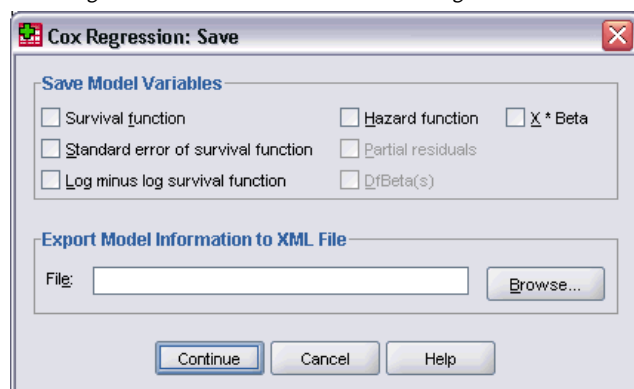 Cox Regression: Save
Save Model Variables
Survival function
Hazard function
X * Beta
Standard error of survival function
Partial residuals
Log minus log survival function
DfBeta(s)
Export Model Information to XML File
File:
Browse...
Continue
Cancel
Help